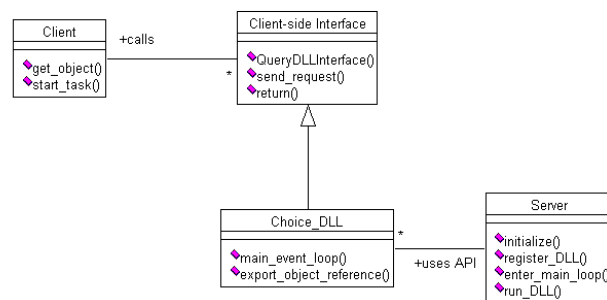 Client
get_object()
start_task()
+calls
*
Client-side Interface
QueryDLLInterface()
send_request()
return()
Choice_DLL
main_event_loop()
export_object_reference()
*
+uses API
Server
initialize()
register_DLL()
enter_main_loop()
run_DLL()